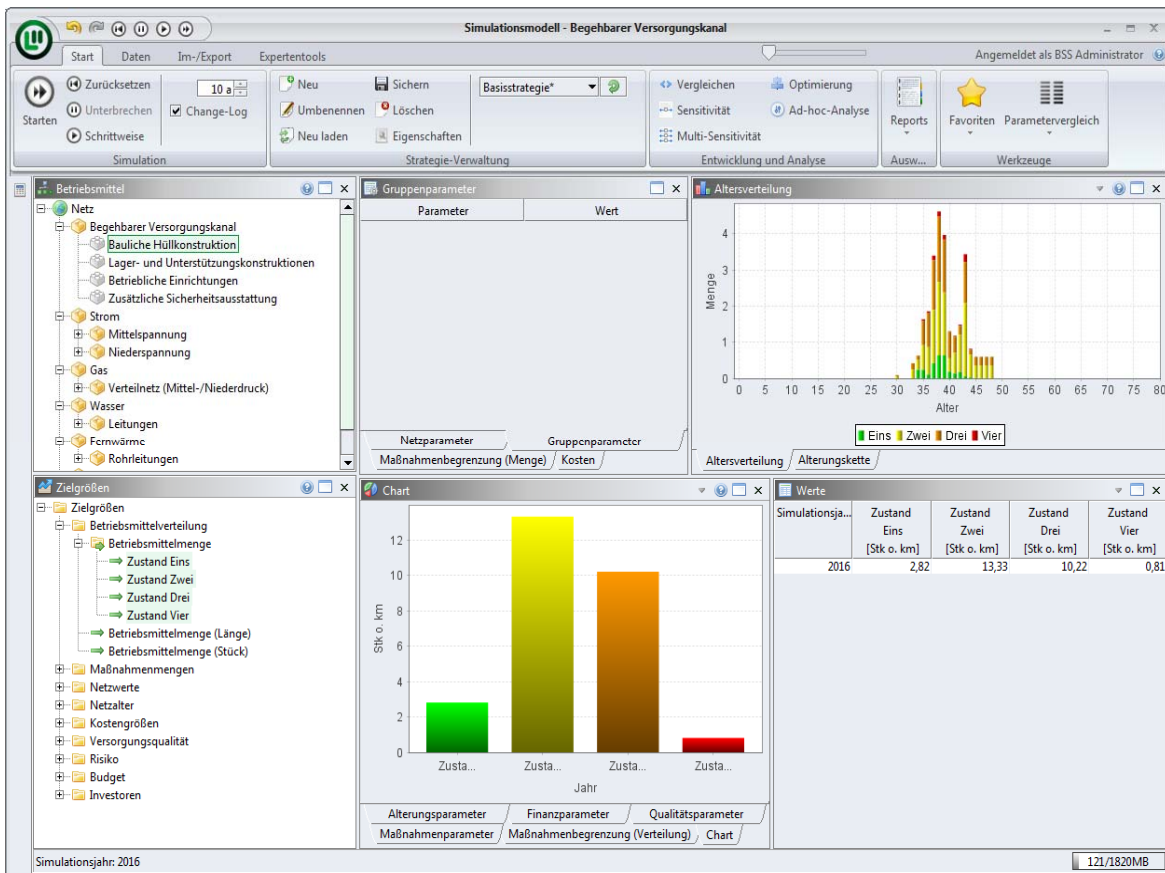 Simulationsmodell - Begehbarer Versorgungskanal
Start Daten Im-/Export Expertentools
Angemeldet als BSS Administrator
Starten
Zurücksetzen
Unterbrechen
Schrittweise
10 a
Change-Log
Simulation
Neu
Umbenennen
Neu laden
Sichern
Löschen
Eigenschaften
Basisstrategie*
Strategie-Verwaltung
Vergleichen
Sensitivität
Multi-Sensitivität
Optimierung
Ad-hoc-Analyse
Entwicklung und Analyse
Reports
Ausw...
Favoriten
Parametervergleich
Werkzeuge
Betriebsmittel
Netz
Begehbarer Versorgungskanal
Bauliche Hüllkonstruktion
Lager- und Unterstützungskonstruktionen
Betriebliche Einrichtungen
Zusätzliche Sicherheitsausstattung
Strom
Mittelspannung
Niederspannung
Gas
Verteilnetz (Mittel-/Niederdruck)
Wasser
Leitungen
Fernwärme
Rohrleitungen
Gruppenparameter
Parameter Wert
Netzparameter Gruppenparameter
Maßnahmenbegrenzung (Menge) Kosten
Altersverteilung
Menge
4
3
2
1
0
0 5 10 15 20 25 30 35 40 45 50 55 60 65 70 75 80
Alter
Eins Zwei Drei Vier
Altersverteilung Alterungskette
Zielgrößen
Zielgrößen
Betriebsmittelverteilung
Betriebsmittelmenge
Zustand Eins
Zustand Zwei
Zustand Drei
Zustand Vier
Betriebsmittelmenge (Länge)
Betriebsmittelmenge (Stück)
Maßnahmenmengen
Netzwerte
Netzalter
Kostengrößen
Versorgungsqualität
Risiko
Budget
Investoren
Chart
Stk o. km
12
10
8
6
4
2
0
Zusta... Zusta... Zusta... Zusta...
Jahr
Alterungsparameter Finanzparameter Qualitätsparameter
Maßnahmenparameter Maßnahmenbegrenzung (Verteilung) Chart
Werte
Simulationsja... Zustand Zustand Zustand Zustand
Eins Zwei Drei Vier
[Stk o. km] [Stk o. km] [Stk o. km] [Stk o. km]
2016 2,82 13,33 10,22 0,81
Simulationsjahr: 2016
121/1820MB